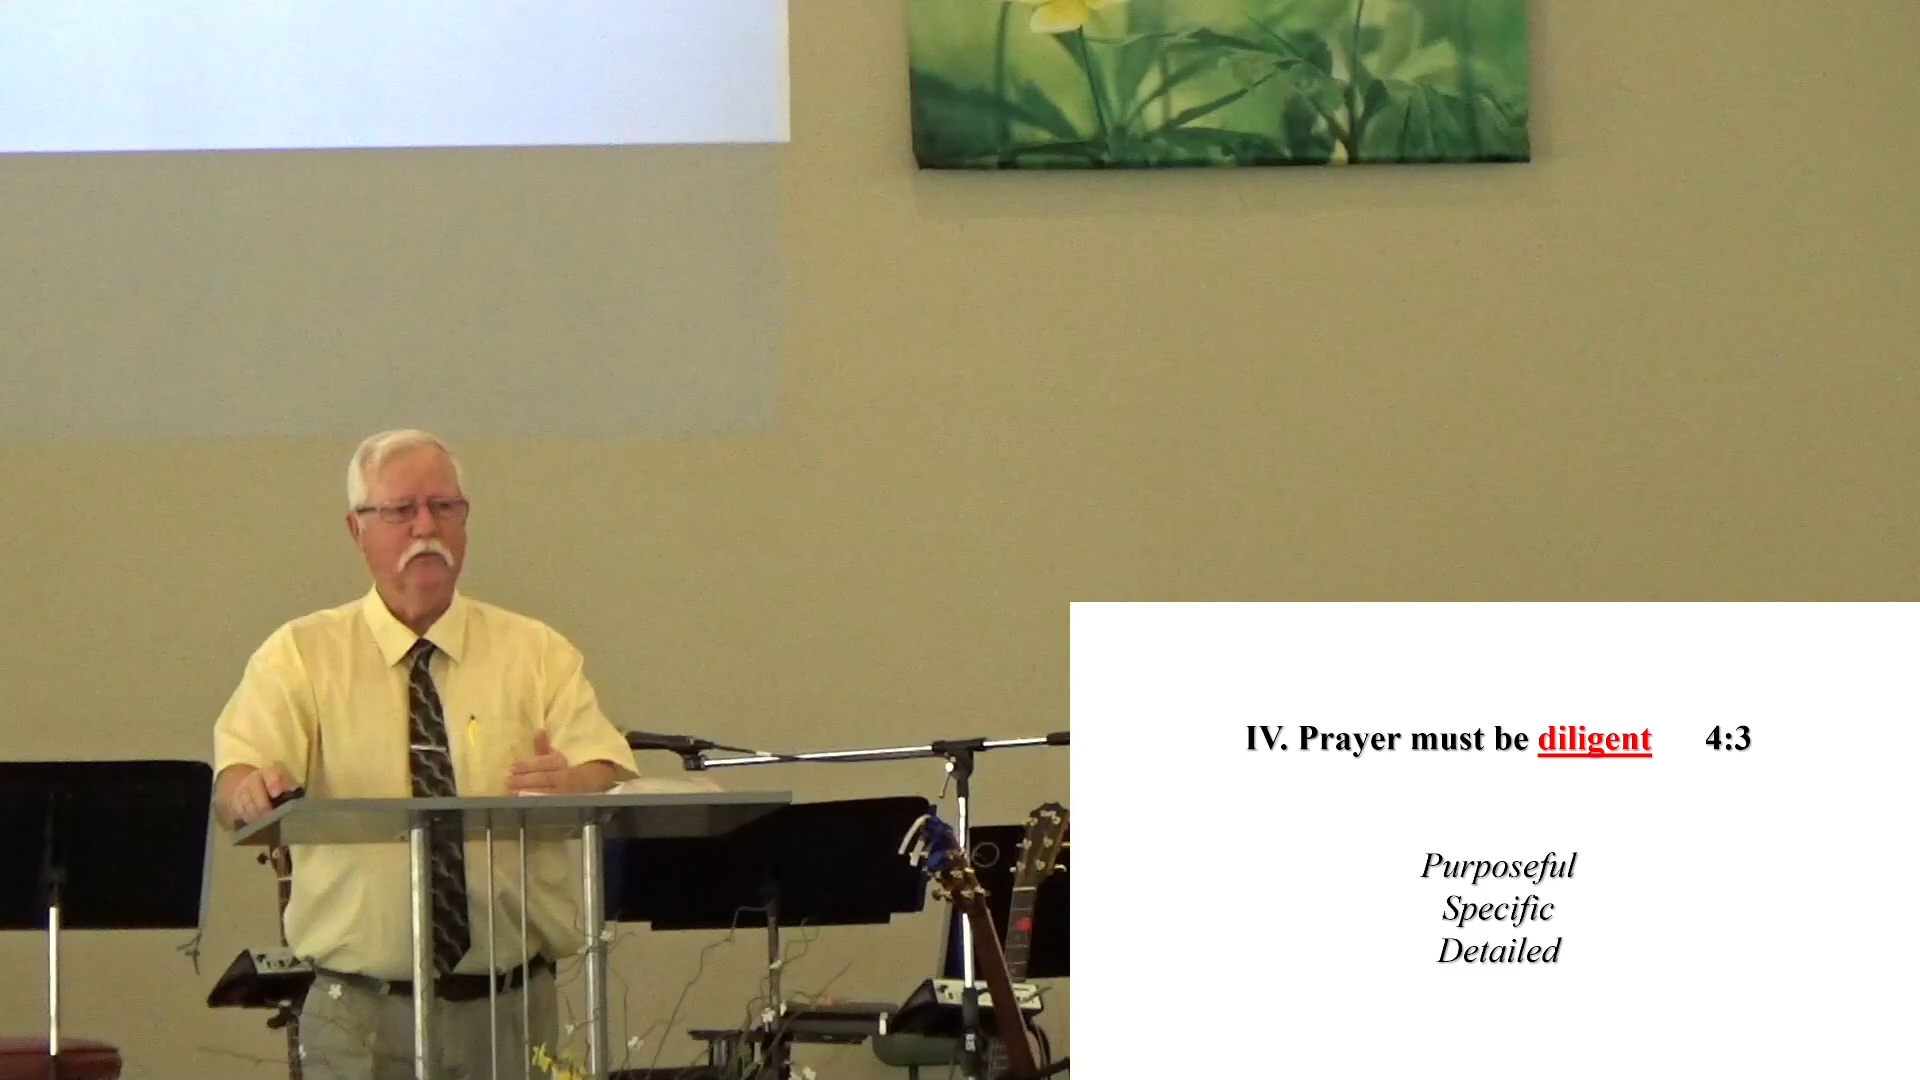 IV. Prayer must be diligent 4:3
Purposeful
Specific
Detailed